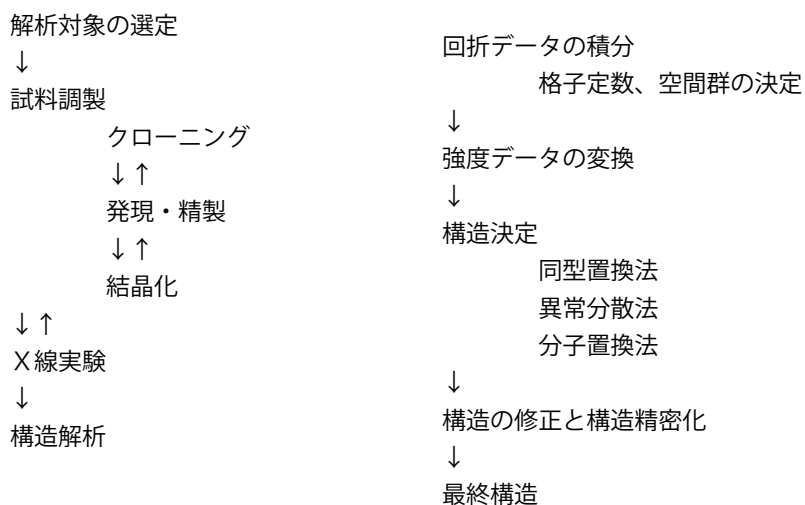 解析対象の選定
↓
試料調製
クローニング
↓↑
発現・精製
↓↑
結晶化
↓↑
Ｘ線実験
↓
構造解析
回折データの積分
格子定数、空間群の決定
↓
強度データの変換
↓
構造決定
同型置換法
異常分散法
分子置換法
↓
構造の修正と構造精密化
↓
最終構造